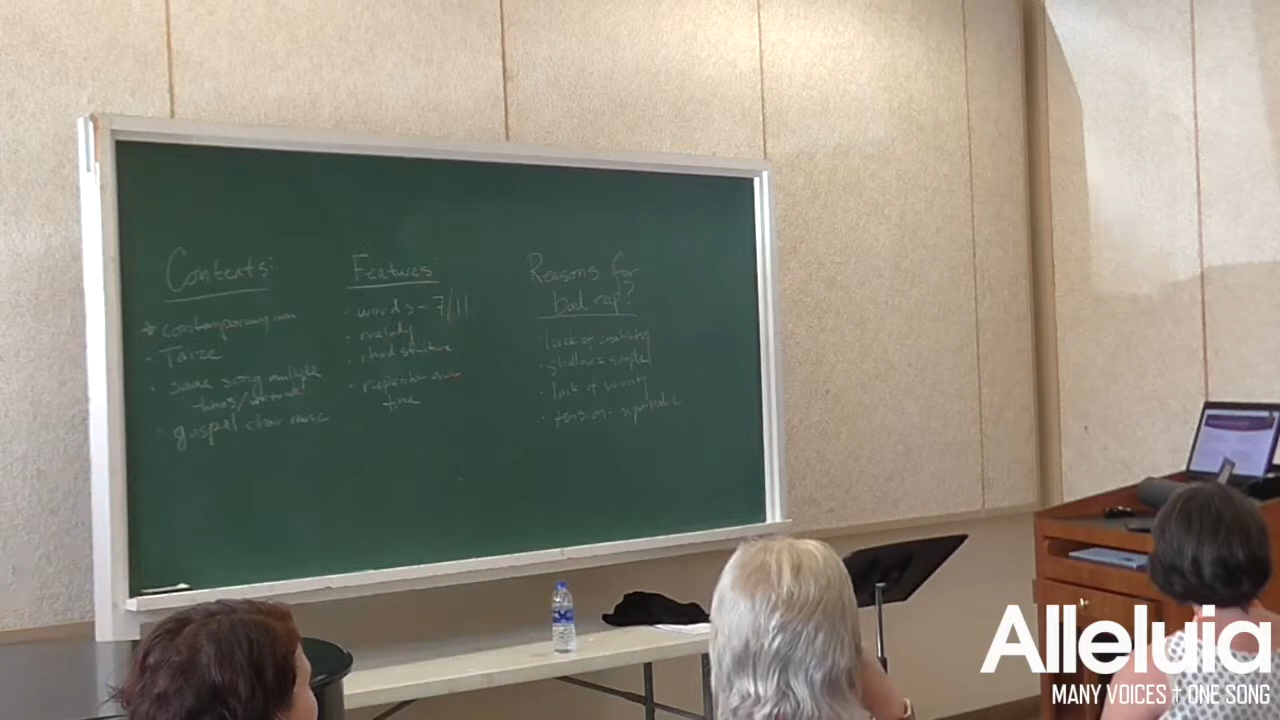 Contexts:
• contemporary
• Taize
• same song multiple
times/
• gospel choir music
Features:
• words - 7/11
• melody
• chord structure
• repetition over
time
Reasons for
bad rap?
lack of creativity
• shallow simple
• lack of variety
• tension -
Alleluia
MANY VOICES + ONE SONG